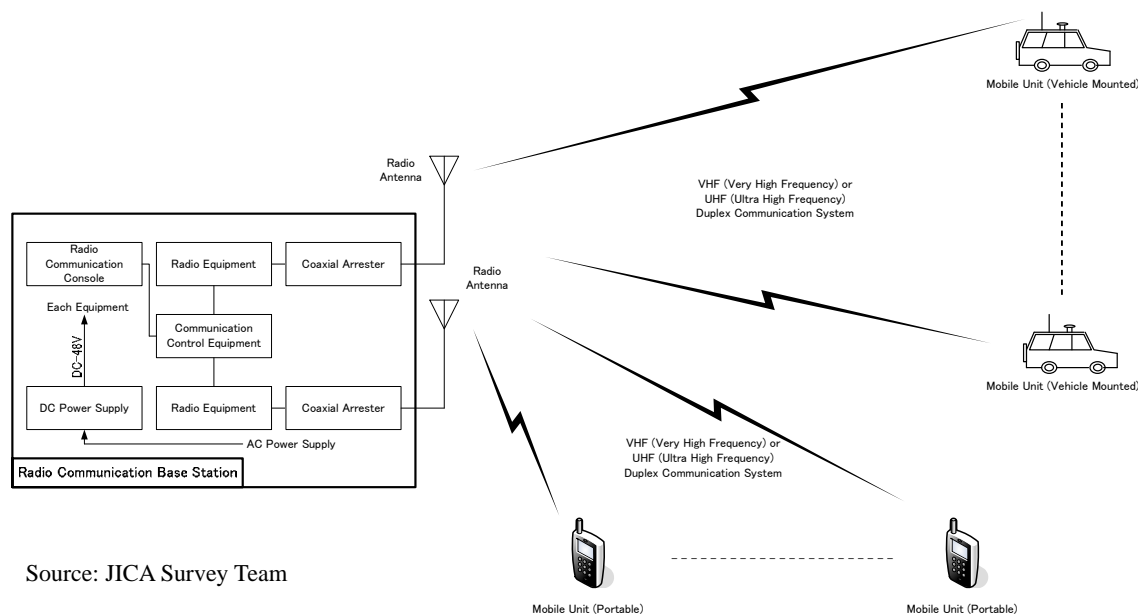 Mobile Unit (Vehicle Mounted)
Radio
Antenna
VHF (Very High Frequency) or
UHF (Ultra High Frequency)
Duplex Communication System
Radio
Communication
Console
Radio Equipment
Coaxial Arrester
Radio
Antenna
Each Equipment
Communication
Control Equipment
DC-48V
Mobile Unit (Vehicle Mounted)
DC Power Supply
Radio Equipment
Coaxial Arrester
AC Power Supply
VHF (Very High Frequency) or
UHF (Ultra High Frequency)
Duplex Communication System
Radio Communication Base Station
Source: JICA Survey Team
Mobile Unit (Portable)
Mobile Unit (Portable)